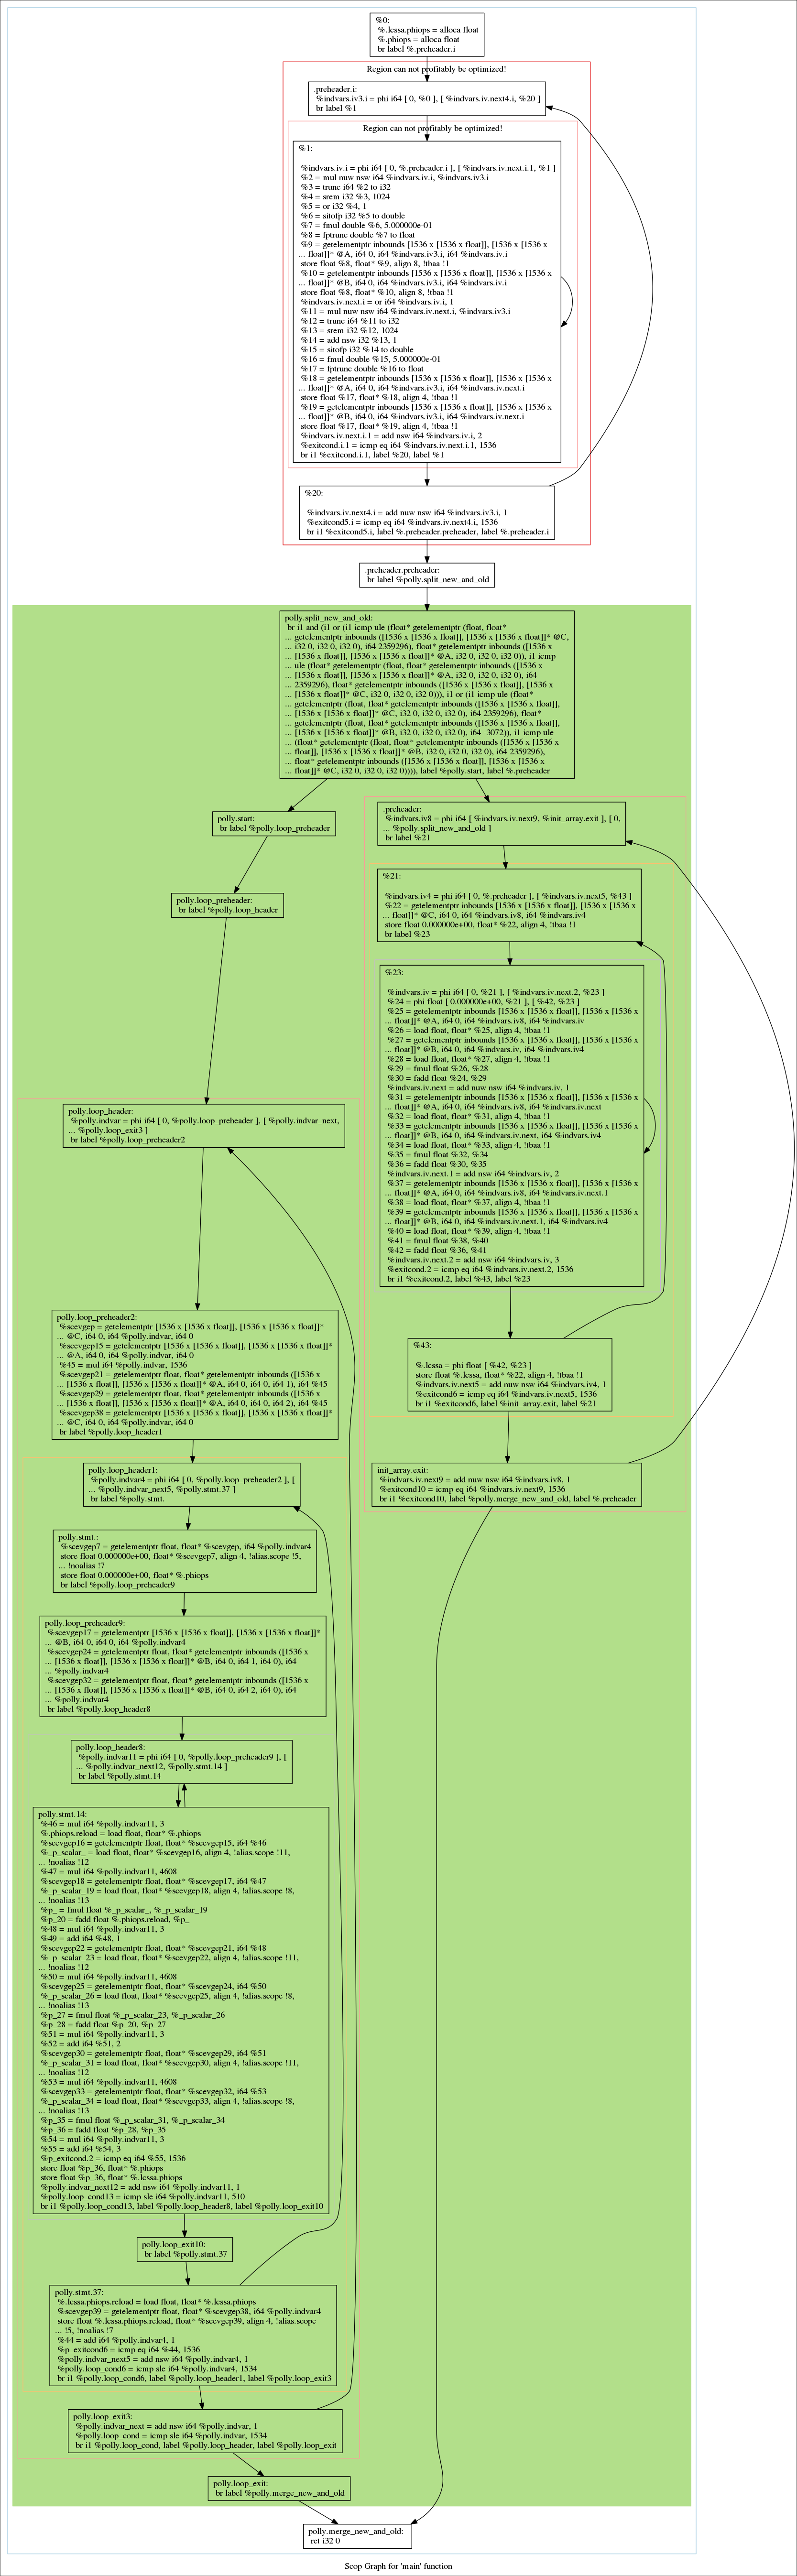 %0:
%.lcssa.phiops = alloca float
%.phiops = alloca float
br label %.preheader.i
Region can not profitably be optimized!
.preheader.i:
%indvars.iv3.i = phi i64 [ 0, %0 ], [ %indvars.iv.next4.i, %20 ]
br label %1
Region can not profitably be optimized!
%1:
%indvars.iv.i = phi i64 [ 0, %.preheader.i ], [ %indvars.iv.next.i.1, %1 ]
%2 = mul nuw nsw i64 %indvars.iv.i, %indvars.iv3.i
%3 = trunc i64 %2 to i32
%4 = srem i32 %3, 1024
%5 = or i32 %4, 1
%6 = sitofp i32 %5 to double
%7 = fmul double %6, 5.000000e-01
%8 = fptrunc double %7 to float
%9 = getelementptr inbounds [1536 x [1536 x float]], [1536 x [1536 x
... float]]* @A, i64 0, i64 %indvars.iv3.i, i64 %indvars.iv.i
store float %8, float* %9, align 8, !tbaa !1
%10 = getelementptr inbounds [1536 x [1536 x float]], [1536 x [1536 x
... float]]* @B, i64 0, i64 %indvars.iv3.i, i64 %indvars.iv.i
store float %8, float* %10, align 8, !tbaa !1
%indvars.iv.next.i = or i64 %indvars.iv.i, 1
%11 = mul nuw nsw i64 %indvars.iv.next.i, %indvars.iv3.i
%12 = trunc i64 %11 to i32
%13 = srem i32 %12, 1024
%14 = add nsw i32 %13, 1
%15 = sitofp i32 %14 to double
%16 = fmul double %15, 5.000000e-01
%17 = fptrunc double %16 to float
%18 = getelementptr inbounds [1536 x [1536 x float]], [1536 x [1536 x
... float]]* @A, i64 0, i64 %indvars.iv3.i, i64 %indvars.iv.next.i
store float %17, float* %18, align 4, !tbaa !1
%19 = getelementptr inbounds [1536 x [1536 x float]], [1536 x [1536 x
... float]]* @B, i64 0, i64 %indvars.iv3.i, i64 %indvars.iv.next.i
store float %17, float* %19, align 4, !tbaa !1
%indvars.iv.next.i.1 = add nsw i64 %indvars.iv.i, 2
%exitcond.i.1 = icmp eq i64 %indvars.iv.next.i.1, 1536
br i1 %exitcond.i.1, label %20, label %1
%20:
%indvars.iv.next4.i = add nuw nsw i64 %indvars.iv3.i, 1
%exitcond5.i = icmp eq i64 %indvars.iv.next4.i, 1536
br i1 %exitcond5.i, label %.preheader.preheader, label %.preheader.i
.preheader.preheader:
br label %polly.split_new_and_old
polly.split_new_and_old:
br i1 and (i1 or (i1 icmp ule (float* getelementptr (float, float*
... getelementptr inbounds ([1536 x [1536 x float]], [1536 x [1536 x float]]* @C,
... i32 0, i32 0, i32 0), i64 2359296), float* getelementptr inbounds ([1536 x
... [1536 x float]], [1536 x [1536 x float]]* @A, i32 0, i32 0, i32 0)), i1 icmp
... ule (float* getelementptr (float, float* getelementptr inbounds ([1536 x
... [1536 x float]], [1536 x [1536 x float]]* @A, i32 0, i32 0, i32 0), i64
... 2359296), float* getelementptr inbounds ([1536 x [1536 x float]], [1536 x
... [1536 x float]]* @C, i32 0, i32 0, i32 0))), i1 or (i1 icmp ule (float*
... getelementptr (float, float* getelementptr inbounds ([1536 x [1536 x float]],
... [1536 x [1536 x float]]* @C, i32 0, i32 0, i32 0), i64 2359296), float*
... getelementptr (float, float* getelementptr inbounds ([1536 x [1536 x float]],
... [1536 x [1536 x float]]* @B, i32 0, i32 0, i32 0), i64 -3072)), i1 icmp ule
... (float* getelementptr (float, float* getelementptr inbounds ([1536 x [1536 x
... float]], [1536 x [1536 x float]]* @B, i32 0, i32 0, i32 0), i64 2359296),
... float* getelementptr inbounds ([1536 x [1536 x float]], [1536 x [1536 x
... float]]* @C, i32 0, i32 0, i32 0)))), label %polly.start, label %.preheader
polly.start:
br label %polly.loop_preheader
polly.loop_preheader:
br label %polly.loop_header
.preheader:
%indvars.iv8 = phi i64 [ %indvars.iv.next9, %init_array.exit ], [ 0,
... %polly.split_new_and_old ]
br label %21
%21:
%indvars.iv4 = phi i64 [ 0, %.preheader ], [ %indvars.iv.next5, %43 ]
%22 = getelementptr inbounds [1536 x [1536 x float]], [1536 x [1536 x
... float]]* @C, i64 0, i64 %indvars.iv8, i64 %indvars.iv4
store float 0.000000e+00, float* %22, align 4, !tbaa !1
br label %23
%23:
%indvars.iv = phi i64 [ 0, %21 ], [ %indvars.iv.next.2, %23 ]
%24 = phi float [ 0.000000e+00, %21 ], [ %42, %23 ]
%25 = getelementptr inbounds [1536 x [1536 x float]], [1536 x [1536 x
... float]]* @A, i64 0, i64 %indvars.iv8, i64 %indvars.iv
%26 = load float, float* %25, align 4, !tbaa !1
%27 = getelementptr inbounds [1536 x [1536 x float]], [1536 x [1536 x
... float]]* @B, i64 0, i64 %indvars.iv, i64 %indvars.iv4
%28 = load float, float* %27, align 4, !tbaa !1
%29 = fmul float %26, %28
%30 = fadd float %24, %29
%indvars.iv.next = add nuw nsw i64 %indvars.iv, 1
%31 = getelementptr inbounds [1536 x [1536 x float]], [1536 x [1536 x
... float]]* @A, i64 0, i64 %indvars.iv8, i64 %indvars.iv.next
%32 = load float, float* %31, align 4, !tbaa !1
%33 = getelementptr inbounds [1536 x [1536 x float]], [1536 x [1536 x
... float]]* @B, i64 0, i64 %indvars.iv.next, i64 %indvars.iv4
%34 = load float, float* %33, align 4, !tbaa !1
%35 = fmul float %32, %34
%36 = fadd float %30, %35
%indvars.iv.next.1 = add nsw i64 %indvars.iv, 2
%37 = getelementptr inbounds [1536 x [1536 x float]], [1536 x [1536 x
... float]]* @A, i64 0, i64 %indvars.iv8, i64 %indvars.iv.next.1
%38 = load float, float* %37, align 4, !tbaa !1
%39 = getelementptr inbounds [1536 x [1536 x float]], [1536 x [1536 x
... float]]* @B, i64 0, i64 %indvars.iv.next.1, i64 %indvars.iv4
%40 = load float, float* %39, align 4, !tbaa !1
%41 = fmul float %38, %40
%42 = fadd float %36, %41
%indvars.iv.next.2 = add nsw i64 %indvars.iv, 3
%exitcond.2 = icmp eq i64 %indvars.iv.next.2, 1536
br i1 %exitcond.2, label %43, label %23
%43:
%.lcssa = phi float [ %42, %23 ]
store float %.lcssa, float* %22, align 4, !tbaa !1
%indvars.iv.next5 = add nuw nsw i64 %indvars.iv4, 1
%exitcond6 = icmp eq i64 %indvars.iv.next5, 1536
br i1 %exitcond6, label %init_array.exit, label %21
init_array.exit:
%indvars.iv.next9 = add nuw nsw i64 %indvars.iv8, 1
%exitcond10 = icmp eq i64 %indvars.iv.next9, 1536
br i1 %exitcond10, label %polly.merge_new_and_old, label %.preheader
polly.loop_header:
%polly.indvar = phi i64 [ 0, %polly.loop_preheader ], [ %polly.indvar_next,
... %polly.loop_exit3 ]
br label %polly.loop_preheader2
polly.loop_preheader2:
%scevgep = getelementptr [1536 x [1536 x float]], [1536 x [1536 x float]]*
... @C, i64 0, i64 %polly.indvar, i64 0
%scevgep15 = getelementptr [1536 x [1536 x float]], [1536 x [1536 x float]]*
... @A, i64 0, i64 %polly.indvar, i64 0
%45 = mul i64 %polly.indvar, 1536
%scevgep21 = getelementptr float, float* getelementptr inbounds ([1536 x
... [1536 x float]], [1536 x [1536 x float]]* @A, i64 0, i64 0, i64 1), i64 %45
%scevgep29 = getelementptr float, float* getelementptr inbounds ([1536 x
... [1536 x float]], [1536 x [1536 x float]]* @A, i64 0, i64 0, i64 2), i64 %45
%scevgep38 = getelementptr [1536 x [1536 x float]], [1536 x [1536 x float]]*
... @C, i64 0, i64 %polly.indvar, i64 0
br label %polly.loop_header1
polly.loop_header1:
%polly.indvar4 = phi i64 [ 0, %polly.loop_preheader2 ], [
... %polly.indvar_next5, %polly.stmt.37 ]
br label %polly.stmt.
polly.stmt.:
%scevgep7 = getelementptr float, float* %scevgep, i64 %polly.indvar4
store float 0.000000e+00, float* %scevgep7, align 4, !alias.scope !5,
... !noalias !7
store float 0.000000e+00, float* %.phiops
br label %polly.loop_preheader9
polly.loop_preheader9:
%scevgep17 = getelementptr [1536 x [1536 x float]], [1536 x [1536 x float]]*
... @B, i64 0, i64 0, i64 %polly.indvar4
%scevgep24 = getelementptr float, float* getelementptr inbounds ([1536 x
... [1536 x float]], [1536 x [1536 x float]]* @B, i64 0, i64 1, i64 0), i64
... %polly.indvar4
%scevgep32 = getelementptr float, float* getelementptr inbounds ([1536 x
... [1536 x float]], [1536 x [1536 x float]]* @B, i64 0, i64 2, i64 0), i64
... %polly.indvar4
br label %polly.loop_header8
polly.loop_header8:
%polly.indvar11 = phi i64 [ 0, %polly.loop_preheader9 ], [
... %polly.indvar_next12, %polly.stmt.14 ]
br label %polly.stmt.14
polly.stmt.14:
%46 = mul i64 %polly.indvar11, 3
%.phiops.reload = load float, float* %.phiops
%scevgep16 = getelementptr float, float* %scevgep15, i64 %46
%_p_scalar_ = load float, float* %scevgep16, align 4, !alias.scope !11,
... !noalias !12
%47 = mul i64 %polly.indvar11, 4608
%scevgep18 = getelementptr float, float* %scevgep17, i64 %47
%_p_scalar_19 = load float, float* %scevgep18, align 4, !alias.scope !8,
... !noalias !13
%p_ = fmul float %_p_scalar_, %_p_scalar_19
%p_20 = fadd float %.phiops.reload, %p_
%48 = mul i64 %polly.indvar11, 3
%49 = add i64 %48, 1
%scevgep22 = getelementptr float, float* %scevgep21, i64 %48
%_p_scalar_23 = load float, float* %scevgep22, align 4, !alias.scope !11,
... !noalias !12
%50 = mul i64 %polly.indvar11, 4608
%scevgep25 = getelementptr float, float* %scevgep24, i64 %50
%_p_scalar_26 = load float, float* %scevgep25, align 4, !alias.scope !8,
... !noalias !13
%p_27 = fmul float %_p_scalar_23, %_p_scalar_26
%p_28 = fadd float %p_20, %p_27
%51 = mul i64 %polly.indvar11, 3
%52 = add i64 %51, 2
%scevgep30 = getelementptr float, float* %scevgep29, i64 %51
%_p_scalar_31 = load float, float* %scevgep30, align 4, !alias.scope !11,
... !noalias !12
%53 = mul i64 %polly.indvar11, 4608
%scevgep33 = getelementptr float, float* %scevgep32, i64 %53
%_p_scalar_34 = load float, float* %scevgep33, align 4, !alias.scope !8,
... !noalias !13
%p_35 = fmul float %_p_scalar_31, %_p_scalar_34
%p_36 = fadd float %p_28, %p_35
%54 = mul i64 %polly.indvar11, 3
%55 = add i64 %54, 3
%p_exitcond.2 = icmp eq i64 %55, 1536
store float %p_36, float* %.phiops
store float %p_36, float* %.lcssa.phiops
%polly.indvar_next12 = add nsw i64 %polly.indvar11, 1
%polly.loop_cond13 = icmp sle i64 %polly.indvar11, 510
br i1 %polly.loop_cond13, label %polly.loop_header8, label %polly.loop_exit10
polly.loop_exit10:
br label %polly.stmt.37
polly.stmt.37:
%.lcssa.phiops.reload = load float, float* %.lcssa.phiops
%scevgep39 = getelementptr float, float* %scevgep38, i64 %polly.indvar4
store float %.lcssa.phiops.reload, float* %scevgep39, align 4, !alias.scope
... !5, !noalias !7
%44 = add i64 %polly.indvar4, 1
%p_exitcond6 = icmp eq i64 %44, 1536
%polly.indvar_next5 = add nsw i64 %polly.indvar4, 1
%polly.loop_cond6 = icmp sle i64 %polly.indvar4, 1534
br i1 %polly.loop_cond6, label %polly.loop_header1, label %polly.loop_exit3
polly.loop_exit3:
%polly.indvar_next = add nsw i64 %polly.indvar, 1
%polly.loop_cond = icmp sle i64 %polly.indvar, 1534
br i1 %polly.loop_cond, label %polly.loop_header, label %polly.loop_exit
polly.loop_exit:
br label %polly.merge_new_and_old
polly.merge_new_and_old:
ret i32 0
Scop Graph for 'main' function